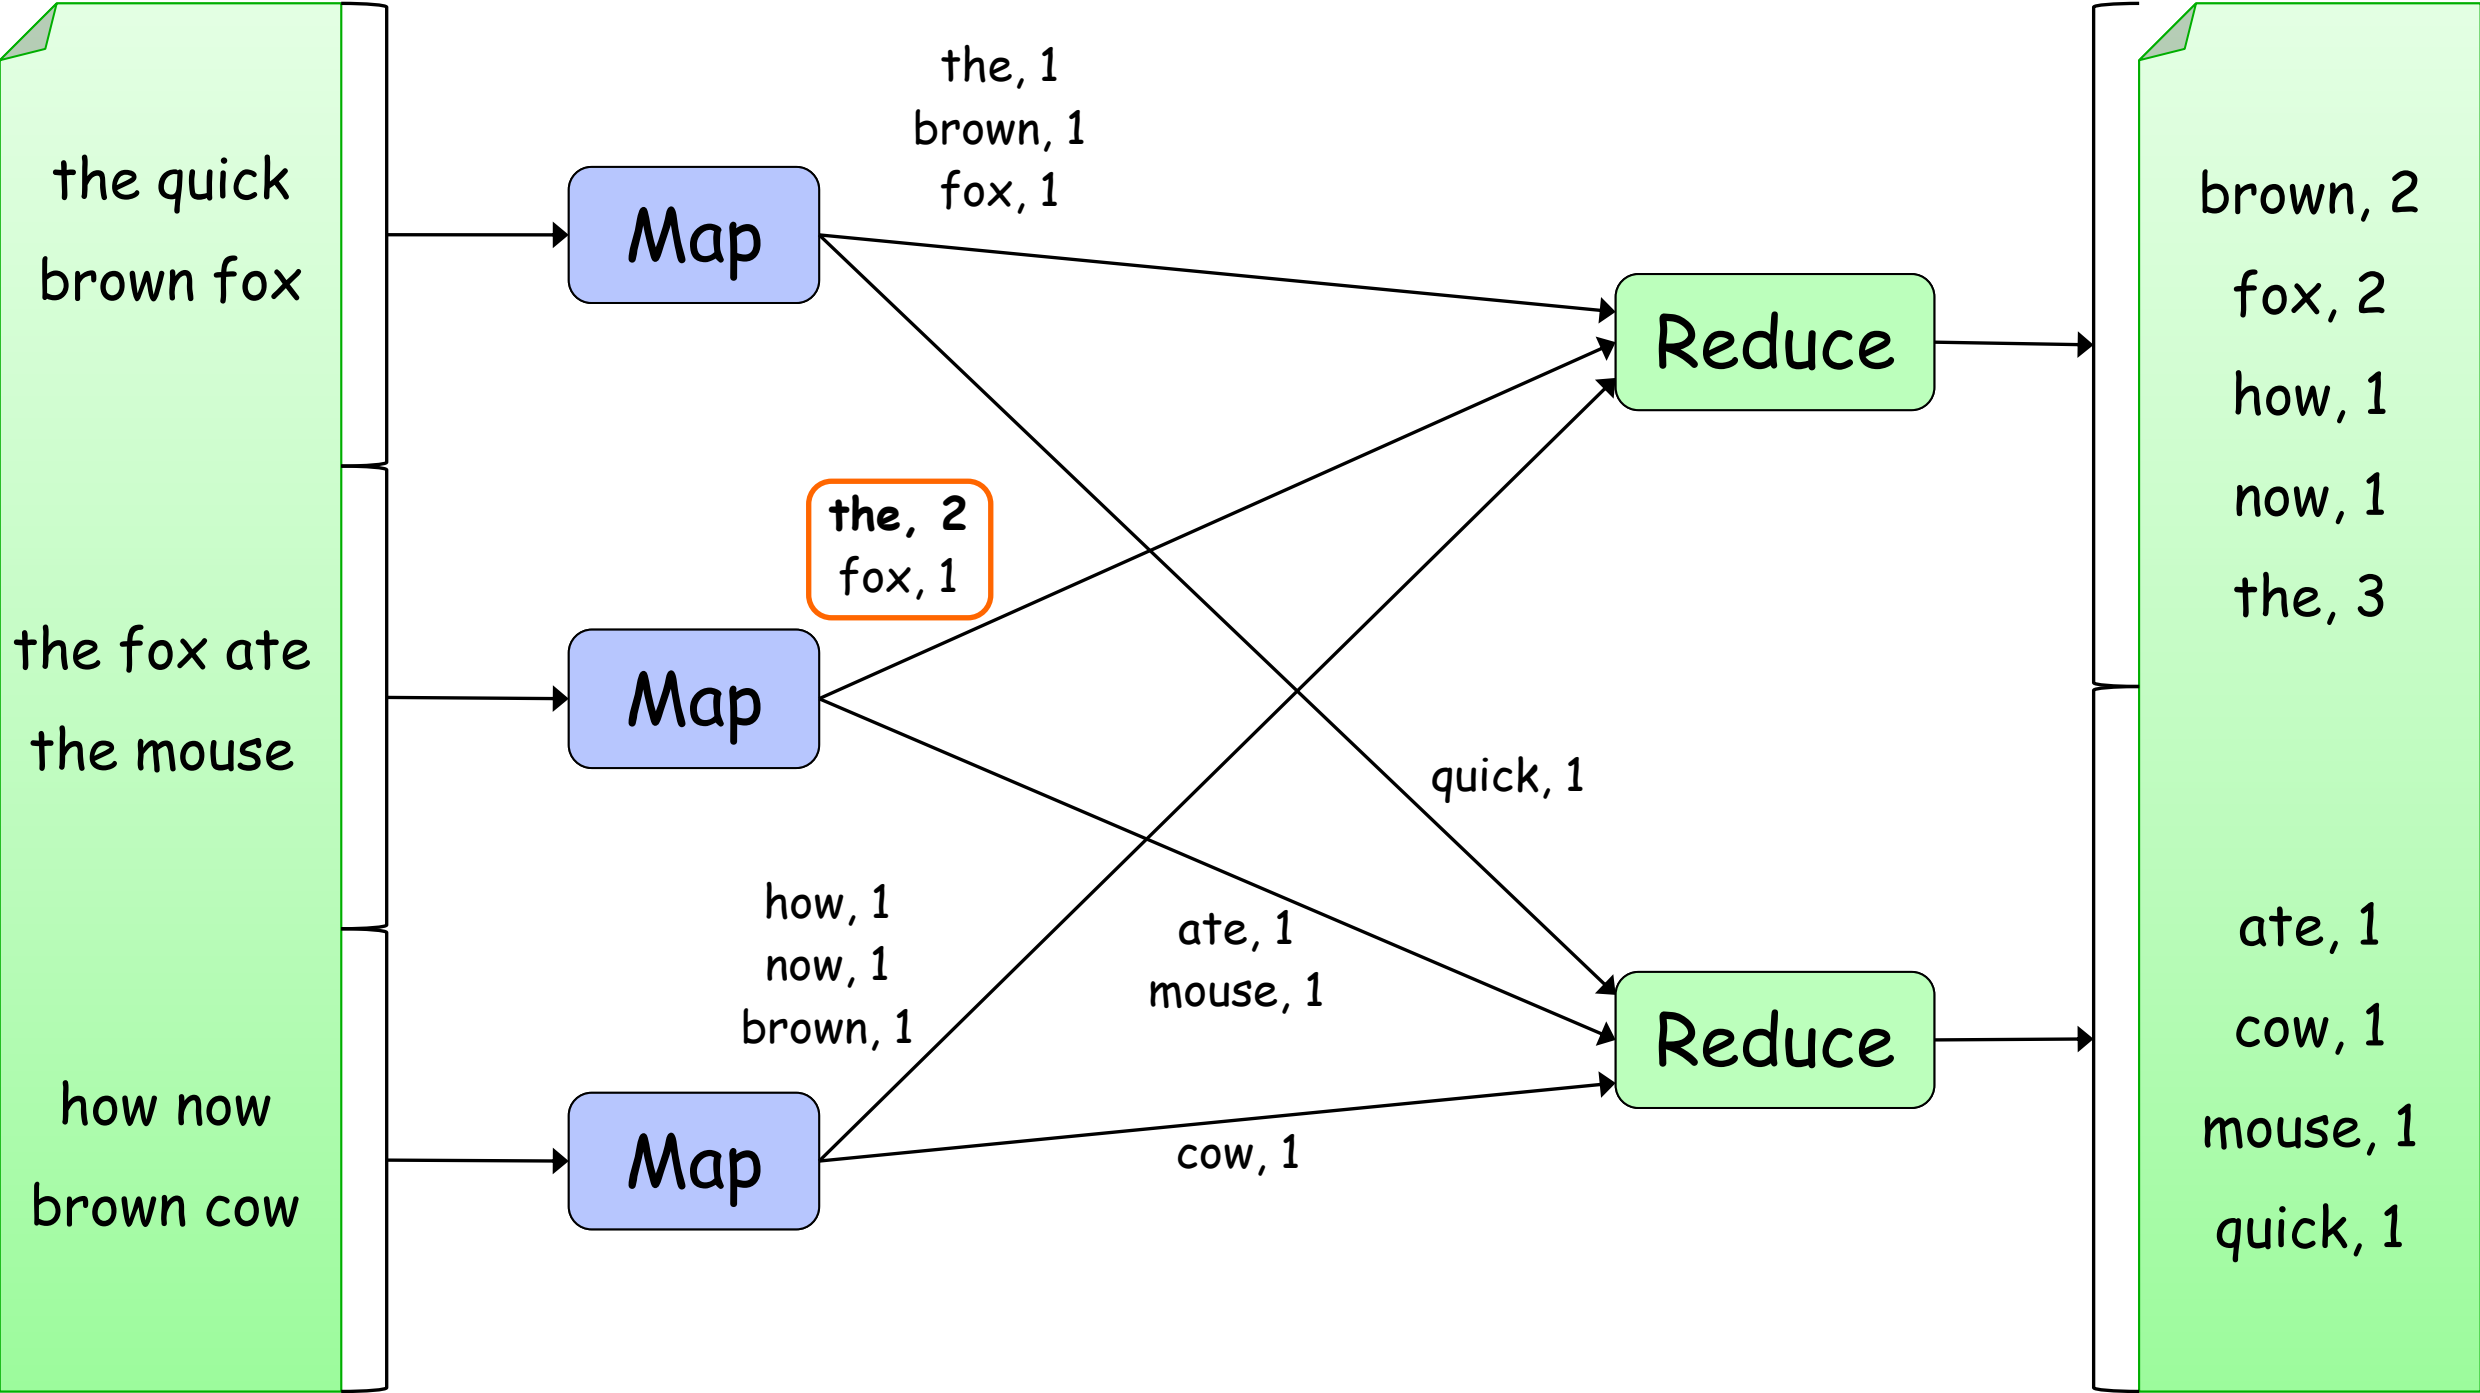 the quick
brown fox
the fox ate
the mouse
how now
brown cow
Map
Map
Map
the, 1
brown, 1
fox, 1
the, 2
fox, 1
how, 1
now, 1
brown, 1
quick, 1
ate, 1
mouse, 1
cow, 1
Reduce
Reduce
brown, 2
fox, 2
how, 1
now, 1
the, 3
ate, 1
cow, 1
mouse, 1
quick, 1